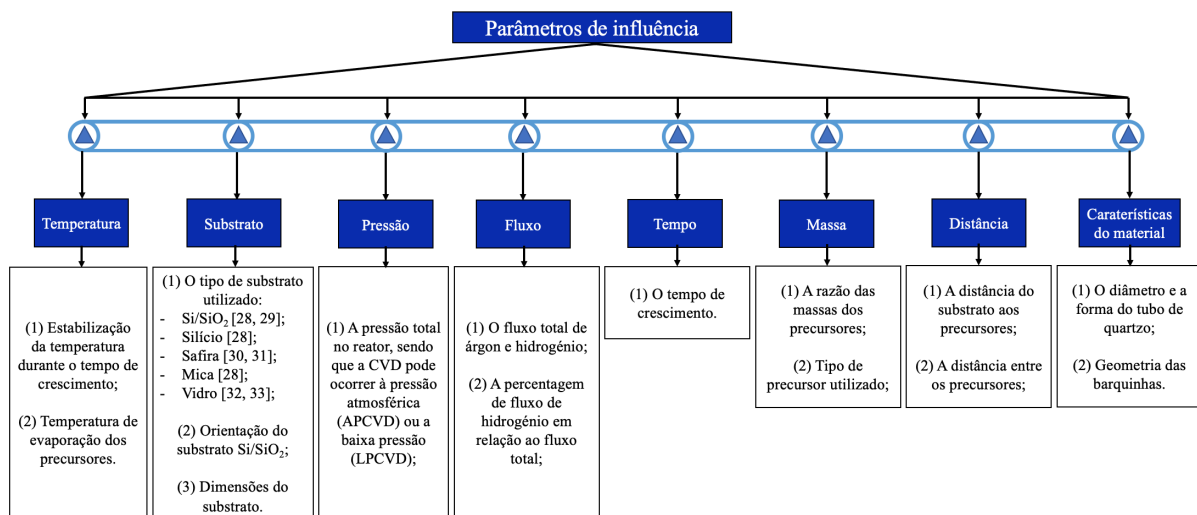 Parâmetros de influência
Temperatura
(1) Estabilização
da temperatura
durante o tempo de
crescimento;
(2) Temperatura de
evaporação dos
precursores.
Substrato
(1) O tipo de substrato
utilizado:
- Si/SiO₂ [28, 29];
- Silício [28];
- Safira [30, 31];
- Mica [28];
- Vidro [32, 33];
(2) Orientação do
substrato Si/SiO₂;
(3) Dimensões do
substrato.
Pressão
(1) A pressão total
no reator, sendo
que a CVD pode
ocorrer à pressão
atmosférica
(APCVD) ou a
baixa pressão
(LPCVD);
Fluxo
(1) O fluxo total de
árgon e hidrogénio;
(2) A percentagem
de fluxo de
hidrogénio em
relação ao fluxo
total;
Tempo
(1) O tempo de
crescimento.
Massa
(1) A razão das
massas dos
precursores;
(2) Tipo de
precursor utilizado;
Distância
(1) A distância do
substrato aos
precursores;
(2) A distância entre
os precursores;
Caraterísticas
do material
(1) O diâmetro e a
forma do tubo de
quartzo;
(2) Geometria das
barquinhas.